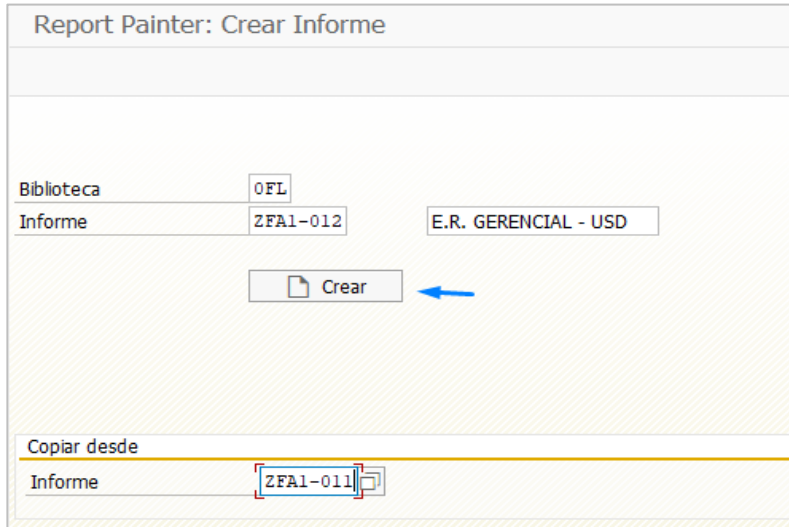 Report Painter: Crear Informe
Biblioteca 0FL
Informe ZFA1-012 E.R. GERENCIAL - USD
Crear
Copiar desde
Informe ZFA1-011